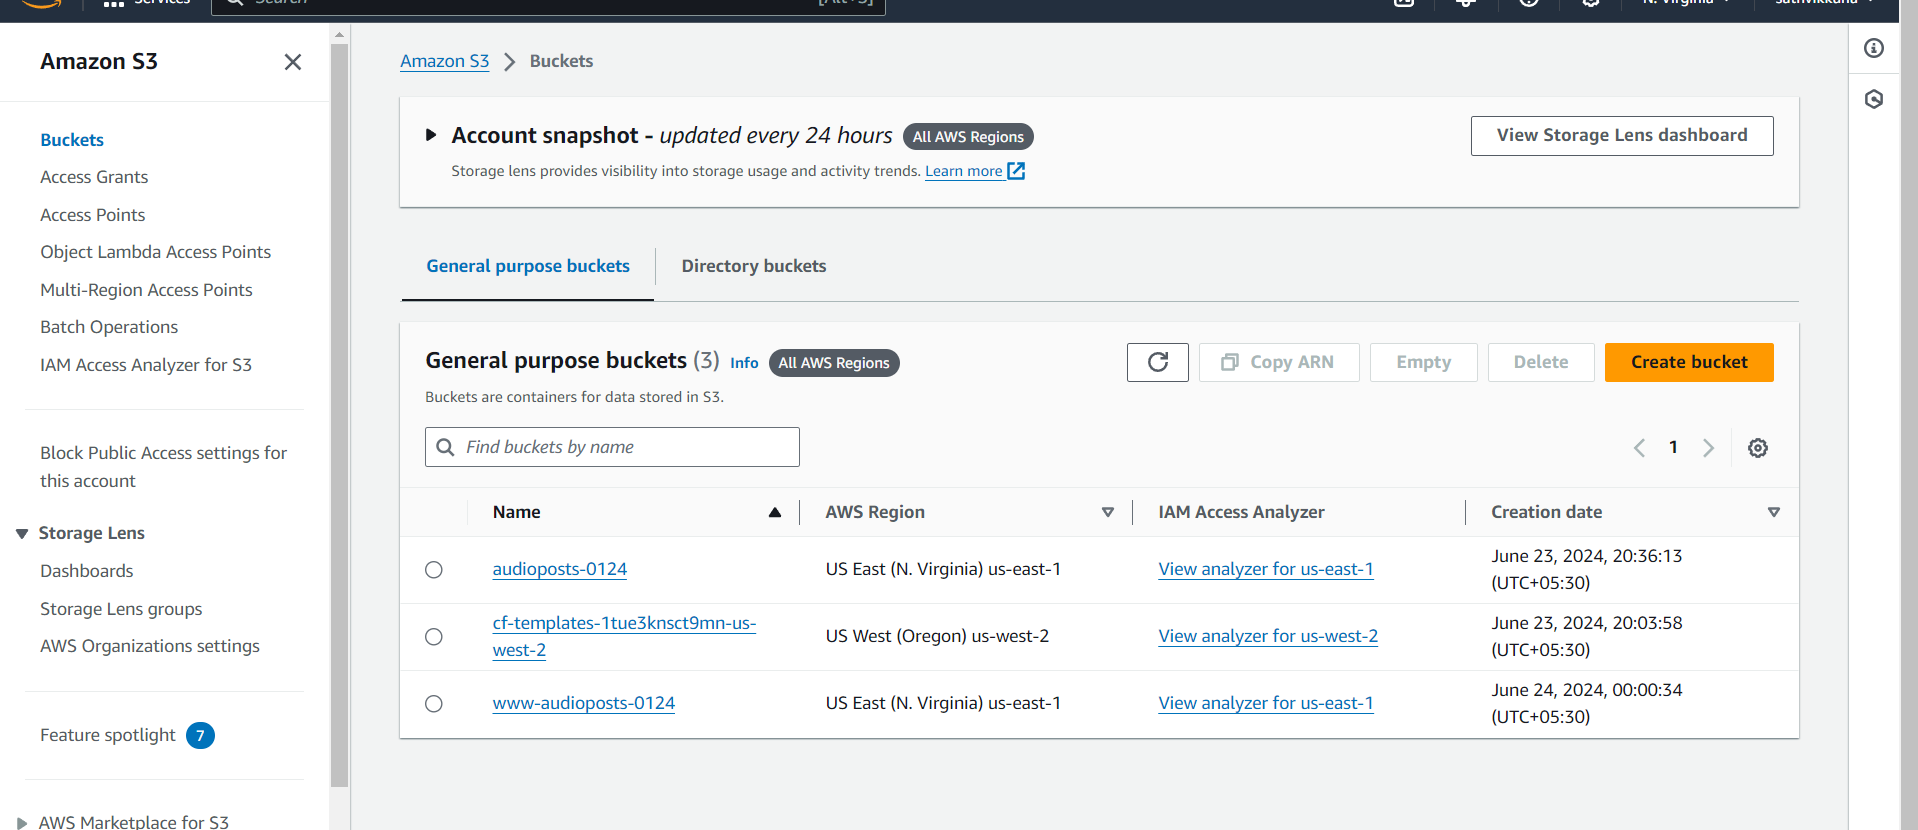 Services
Search
[Alt+S]
N. Virginia
sathvikkana
Amazon S3
Buckets
Access Grants
Access Points
Object Lambda Access Points
Multi-Region Access Points
Batch Operations
IAM Access Analyzer for S3
Block Public Access settings for
this account
Storage Lens
Dashboards
Storage Lens groups
AWS Organizations settings
Feature spotlight 7
AWS Marketplace for S3
Amazon S3 Buckets
Account snapshot - updated every 24 hours All AWS Regions
View Storage Lens dashboard
Storage lens provides visibility into storage usage and activity trends. Learn more
General purpose buckets Directory buckets
General purpose buckets (3) Info All AWS Regions
Copy ARN Empty Delete Create bucket
Buckets are containers for data stored in S3.
Find buckets by name
1
Name AWS Region IAM Access Analyzer Creation date
audioposts-0124 US East (N. Virginia) us-east-1 View analyzer for us-east-1 June 23, 2024, 20:36:13
(UTC+05:30)
cf-templates-1tue3knsct9mn-us- US West (Oregon) us-west-2 View analyzer for us-west-2 June 23, 2024, 20:03:58
west-2 (UTC+05:30)
www-audioposts-0124 US East (N. Virginia) us-east-1 View analyzer for us-east-1 June 24, 2024, 00:00:34
(UTC+05:30)